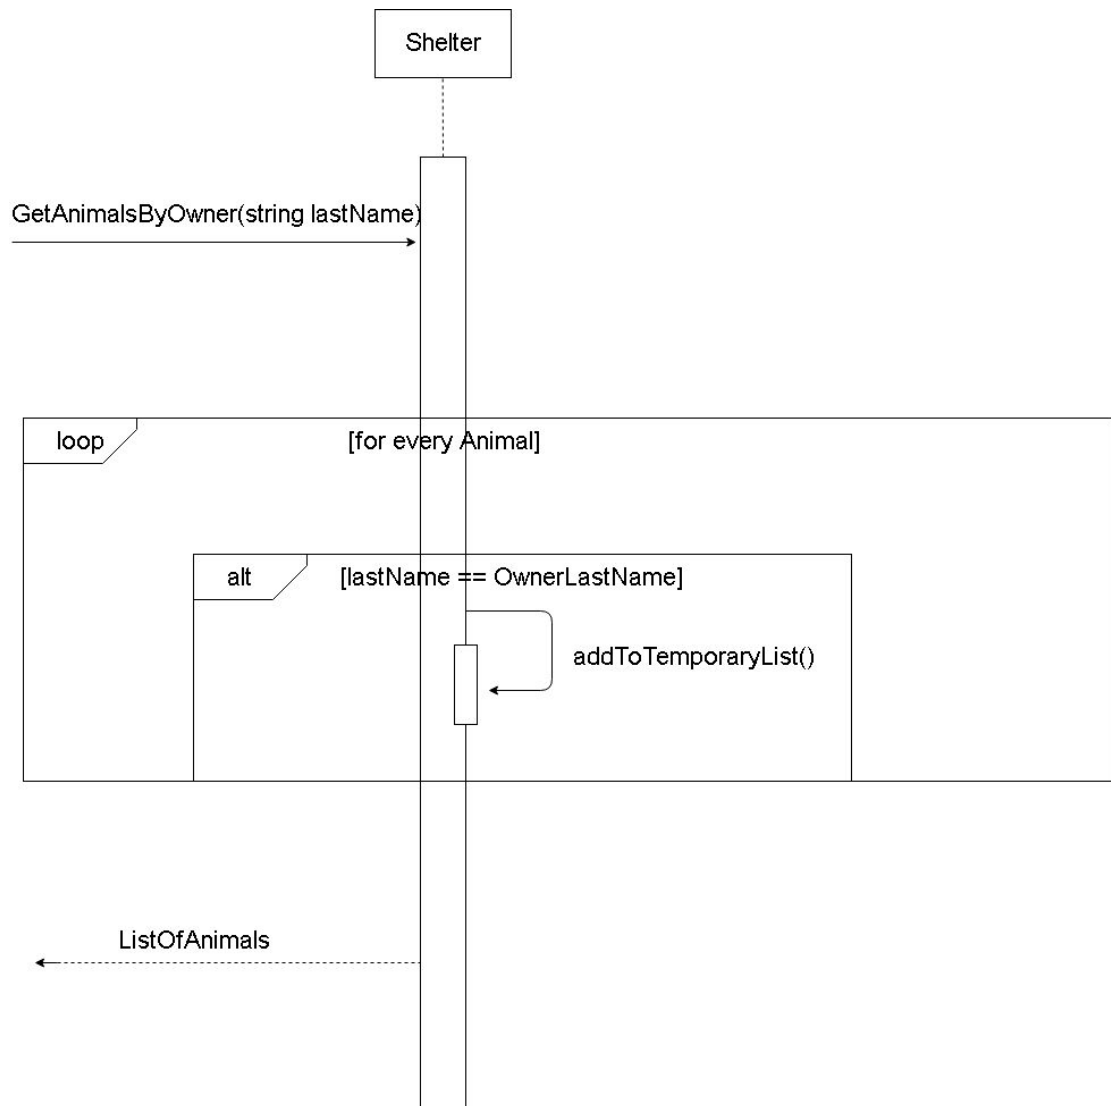 Shelter
GetAnimalsByOwner(string lastName)
loop
[for every Animal]
alt
[lastName == OwnerLastName]
addToTemporaryList()
ListOfAnimals